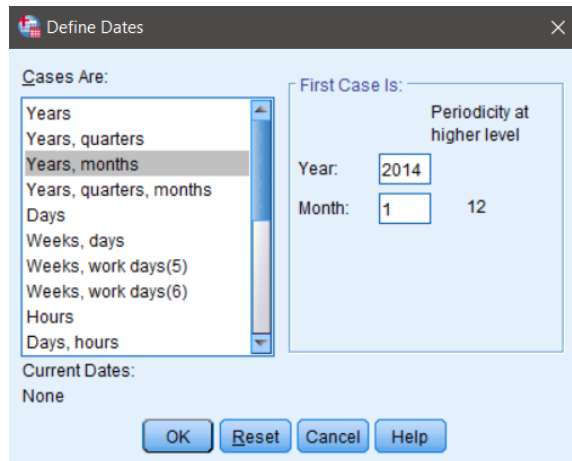 Define Dates
Cases Are:
Years
Years, quarters
Years, months
Years, quarters, months
Days
Weeks, days
Weeks, work days(5)
Weeks, work days(6)
Hours
Days, hours
Current Dates:
None
First Case Is:
Periodicity at
higher level
Year: 2014
Month: 1 12
OK Reset Cancel Help